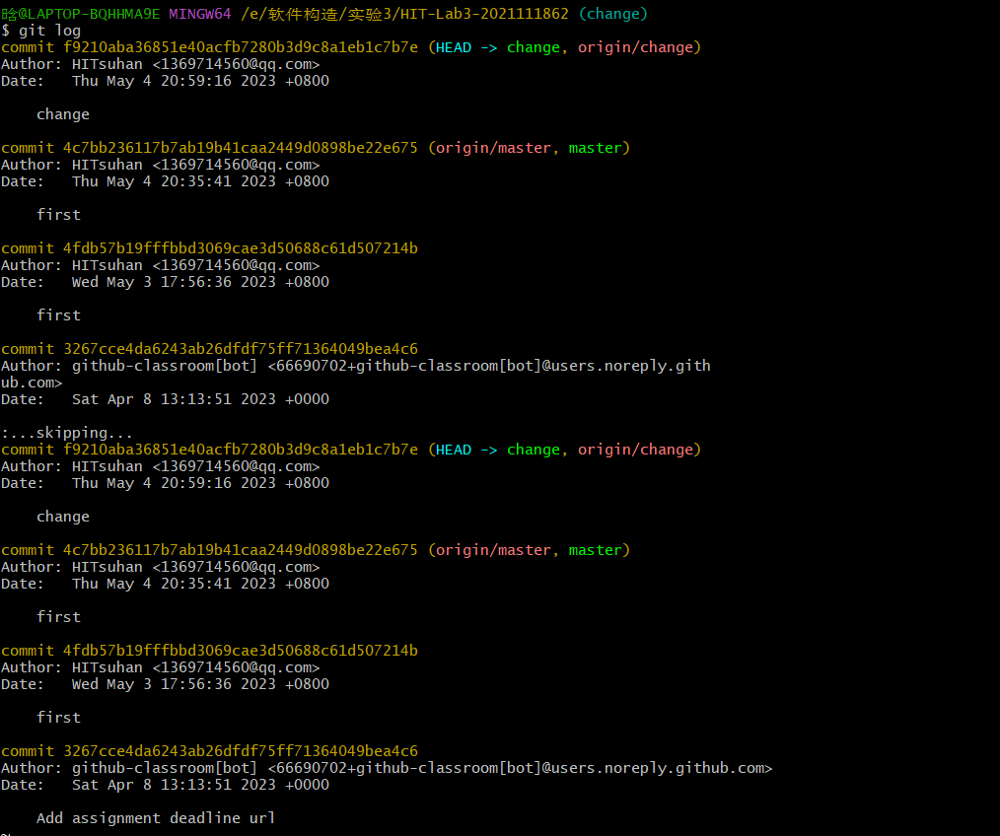 晗@LAPTOP-BQHHMA9E MINGW64 /e/软件构造/实验3/HIT-Lab3-2021111862 (change)
$ git log
commit f9210aba36851e40acfb7280b3d9c8a1eb1c7b7e (HEAD -> change, origin/change)
Author: HITsuhan <1369714560@qq.com>
Date:   Thu May 4 20:59:16 2023 +0800
change
commit 4c7bb236117b7ab19b41caa2449d0898be22e675 (origin/master, master)
Author: HITsuhan <1369714560@qq.com>
Date:   Thu May 4 20:35:41 2023 +0800
first
commit 4fdb57b19fffbbd3069cae3d50688c61d507214b
Author: HITsuhan <1369714560@qq.com>
Date:   Wed May 3 17:56:36 2023 +0800
first
commit 3267cce4da6243ab26dfdf75ff71364049bea4c6
Author: github-classroom[bot] <66690702+github-classroom[bot]@users.noreply.gith
ub.com>
Date:   Sat Apr 8 13:13:51 2023 +0000
:...skipping...
commit f9210aba36851e40acfb7280b3d9c8a1eb1c7b7e (HEAD -> change, origin/change)
Author: HITsuhan <1369714560@qq.com>
Date:   Thu May 4 20:59:16 2023 +0800
change
commit 4c7bb236117b7ab19b41caa2449d0898be22e675 (origin/master, master)
Author: HITsuhan <1369714560@qq.com>
Date:   Thu May 4 20:35:41 2023 +0800
first
commit 4fdb57b19fffbbd3069cae3d50688c61d507214b
Author: HITsuhan <1369714560@qq.com>
Date:   Wed May 3 17:56:36 2023 +0800
first
commit 3267cce4da6243ab26dfdf75ff71364049bea4c6
Author: github-classroom[bot] <66690702+github-classroom[bot]@users.noreply.github.com>
Date:   Sat Apr 8 13:13:51 2023 +0000
Add assignment deadline url